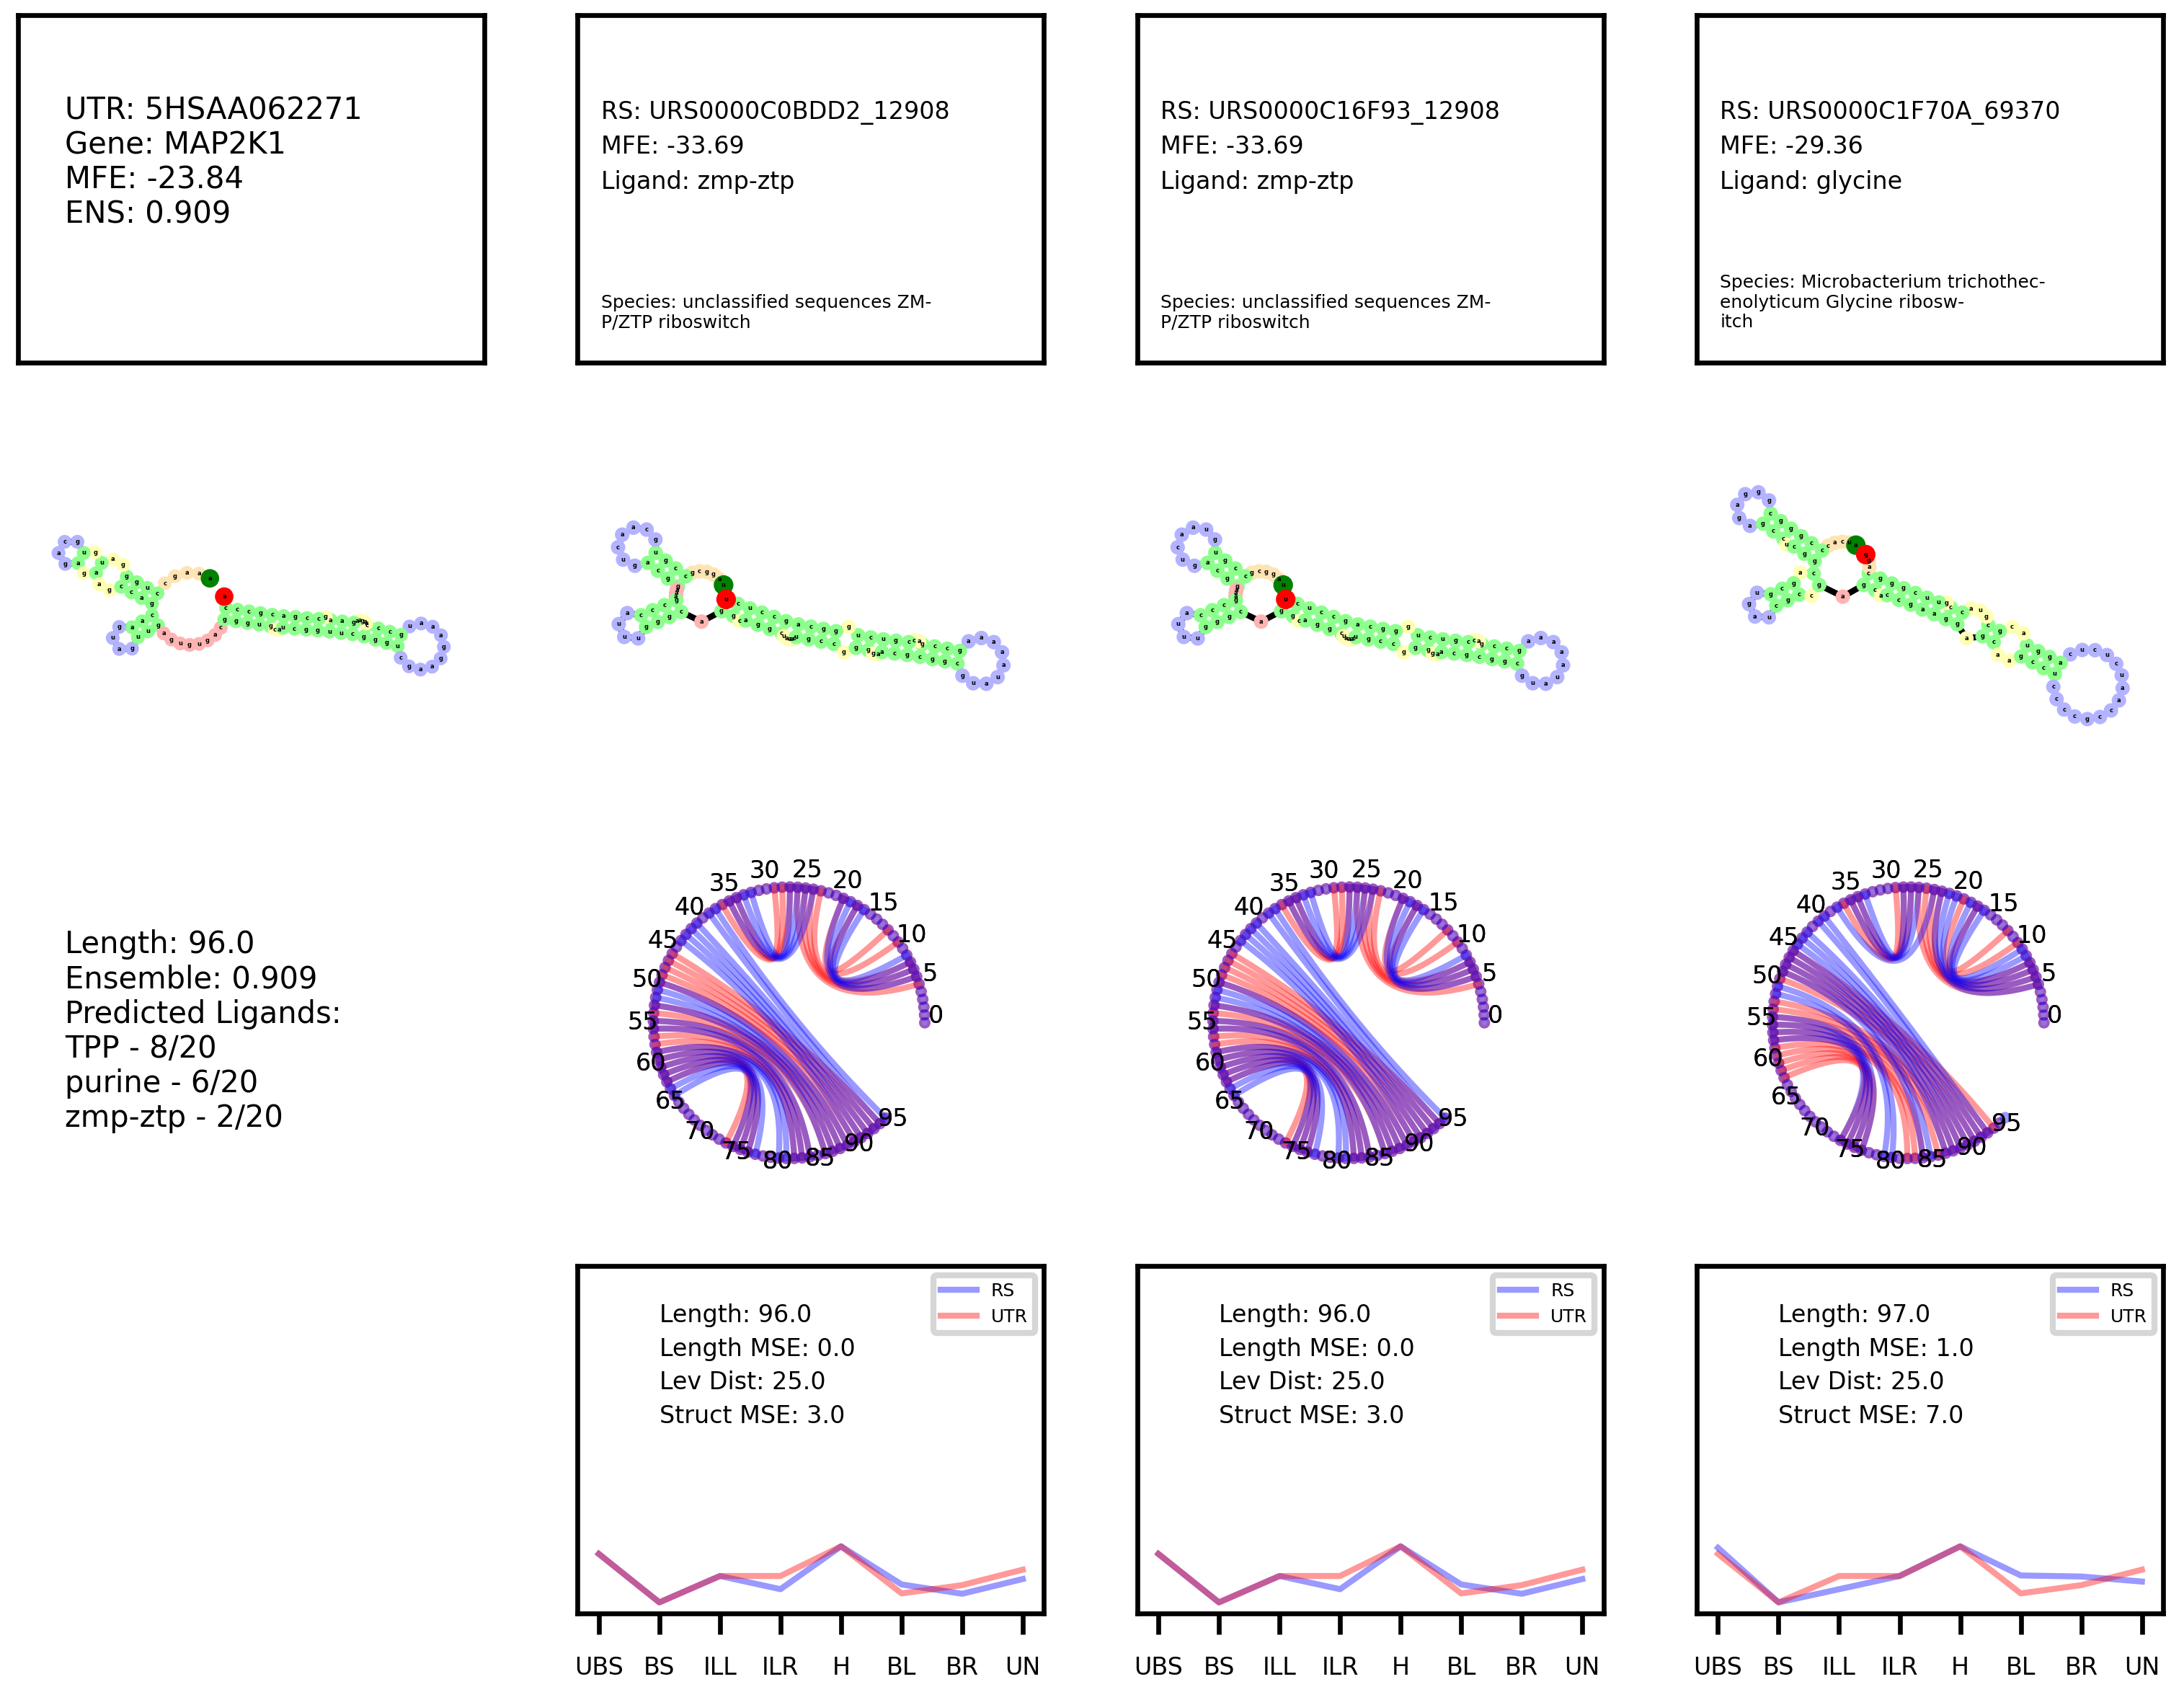 UTR: 5HSAA062271
Gene: MAP2K1
MFE: -23.84
ENS: 0.909
RS: URS0000C0BDD2_12908
MFE: -33.69
Ligand: zmp-ztp
Species: unclassified sequences ZM-
P/ZTP riboswitch
RS: URS0000C16F93_12908
MFE: -33.69
Ligand: zmp-ztp
Species: unclassified sequences ZM-
P/ZTP riboswitch
RS: URS0000C1F70A_69370
MFE: -29.36
Ligand: glycine
Species: Microbacterium trichothec-
enolyticum Glycine ribosw-
itch
Length: 96.0
Ensemble: 0.909
Predicted Ligands:
TPP - 8/20
purine - 6/20
zmp-ztp - 2/20
0 5 10 15 20 25 30 35 40 45 50 55 60 65 70 75 80 85 90 95
0 5 10 15 20 25 30 35 40 45 50 55 60 65 70 75 80 85 90 95
0 5 10 15 20 25 30 35 40 45 50 55 60 65 70 75 80 85 90 95
RS
UTR
Length: 96.0
Length MSE: 0.0
Lev Dist: 25.0
Struct MSE: 3.0
UBS BS ILL ILR H BL BR UN
RS
UTR
Length: 96.0
Length MSE: 0.0
Lev Dist: 25.0
Struct MSE: 3.0
UBS BS ILL ILR H BL BR UN
RS
UTR
Length: 97.0
Length MSE: 1.0
Lev Dist: 25.0
Struct MSE: 7.0
UBS BS ILL ILR H BL BR UN